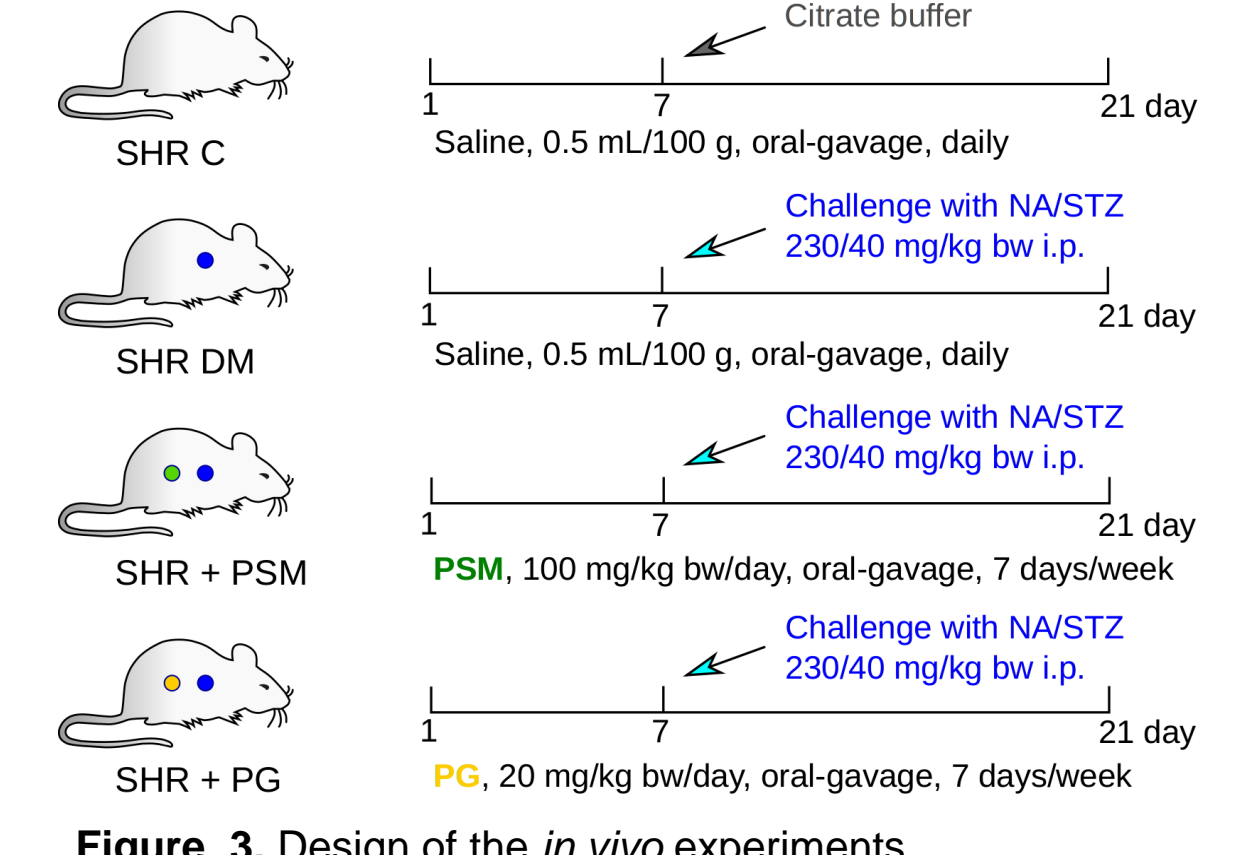 Citrate buffer
1 7 21 day
Saline, 0.5 mL/100 g, oral-gavage, daily
SHR C
Challenge with NA/STZ
230/40 mg/kg bw i.p.
1 7 21 day
Saline, 0.5 mL/100 g, oral-gavage, daily
SHR DM
Challenge with NA/STZ
230/40 mg/kg bw i.p.
1 7 21 day
PSM, 100 mg/kg bw/day, oral-gavage, 7 days/week
SHR + PSM
Challenge with NA/STZ
230/40 mg/kg bw i.p.
1 7 21 day
PG, 20 mg/kg bw/day, oral-gavage, 7 days/week
SHR + PG
Figure 3. Design of the in vivo experiments